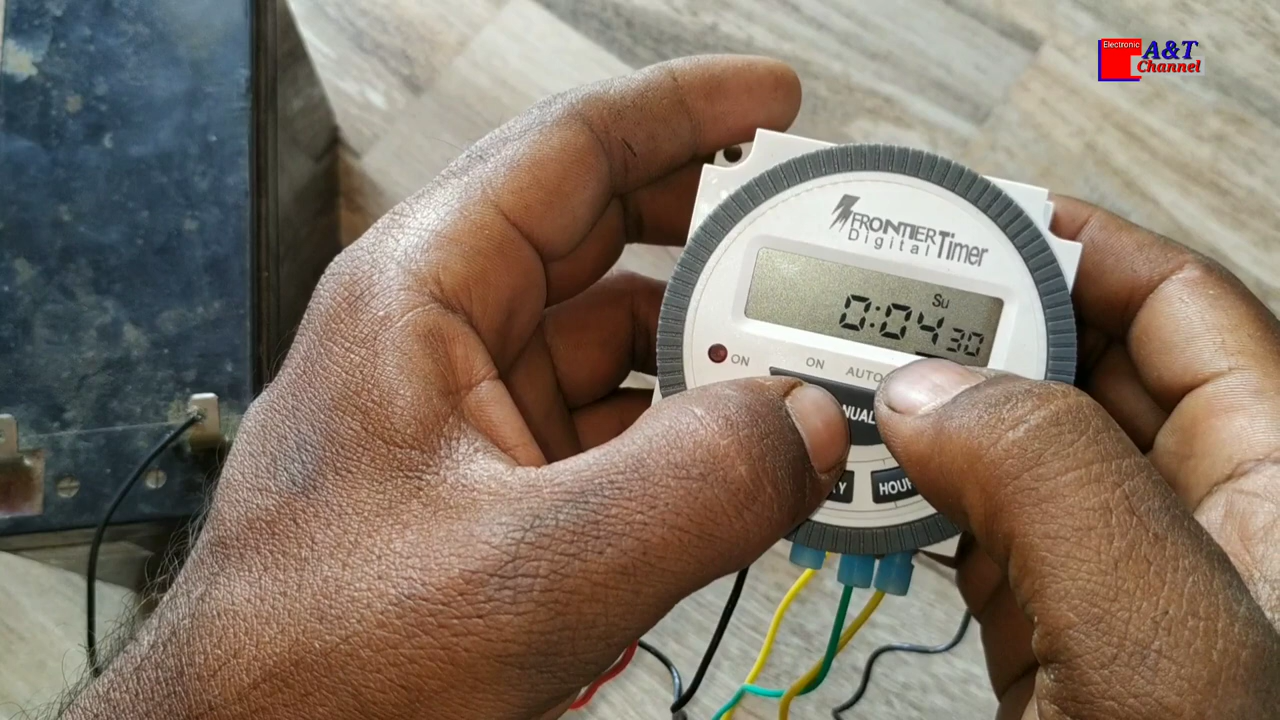 Electronic
A&T
Channel
FRONTIER Timer
Digital
Su
0:04 30
ON
ON AUTO